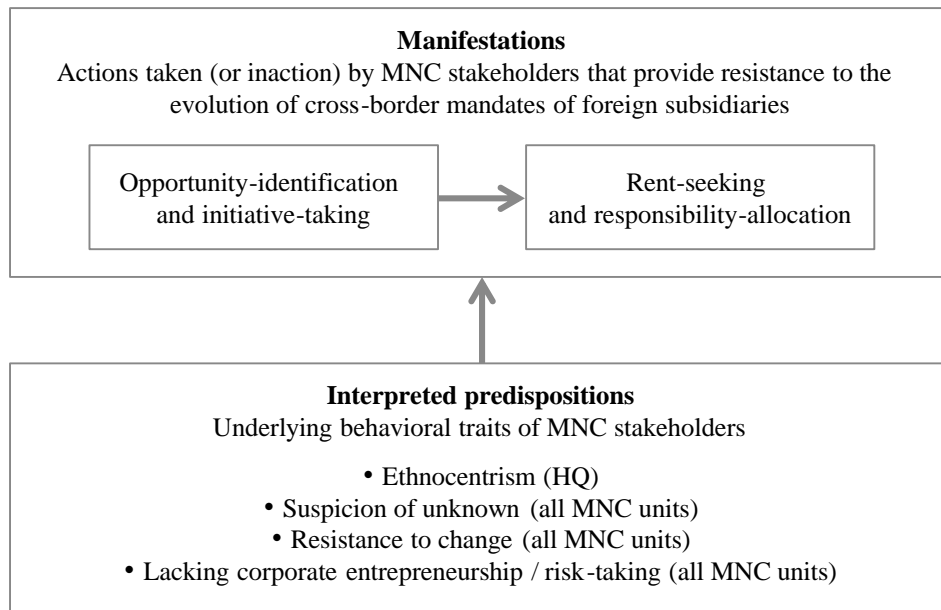 Manifestations
Actions taken (or inaction) by MNC stakeholders that provide resistance to the
evolution of cross-border mandates of foreign subsidiaries
Opportunity-identification
and initiative-taking
Rent-seeking
and responsibility-allocation
Interpreted predispositions
Underlying behavioral traits of MNC stakeholders
• Ethnocentrism (HQ)
• Suspicion of unknown (all MNC units)
• Resistance to change (all MNC units)
• Lacking corporate entrepreneurship / risk-taking (all MNC units)